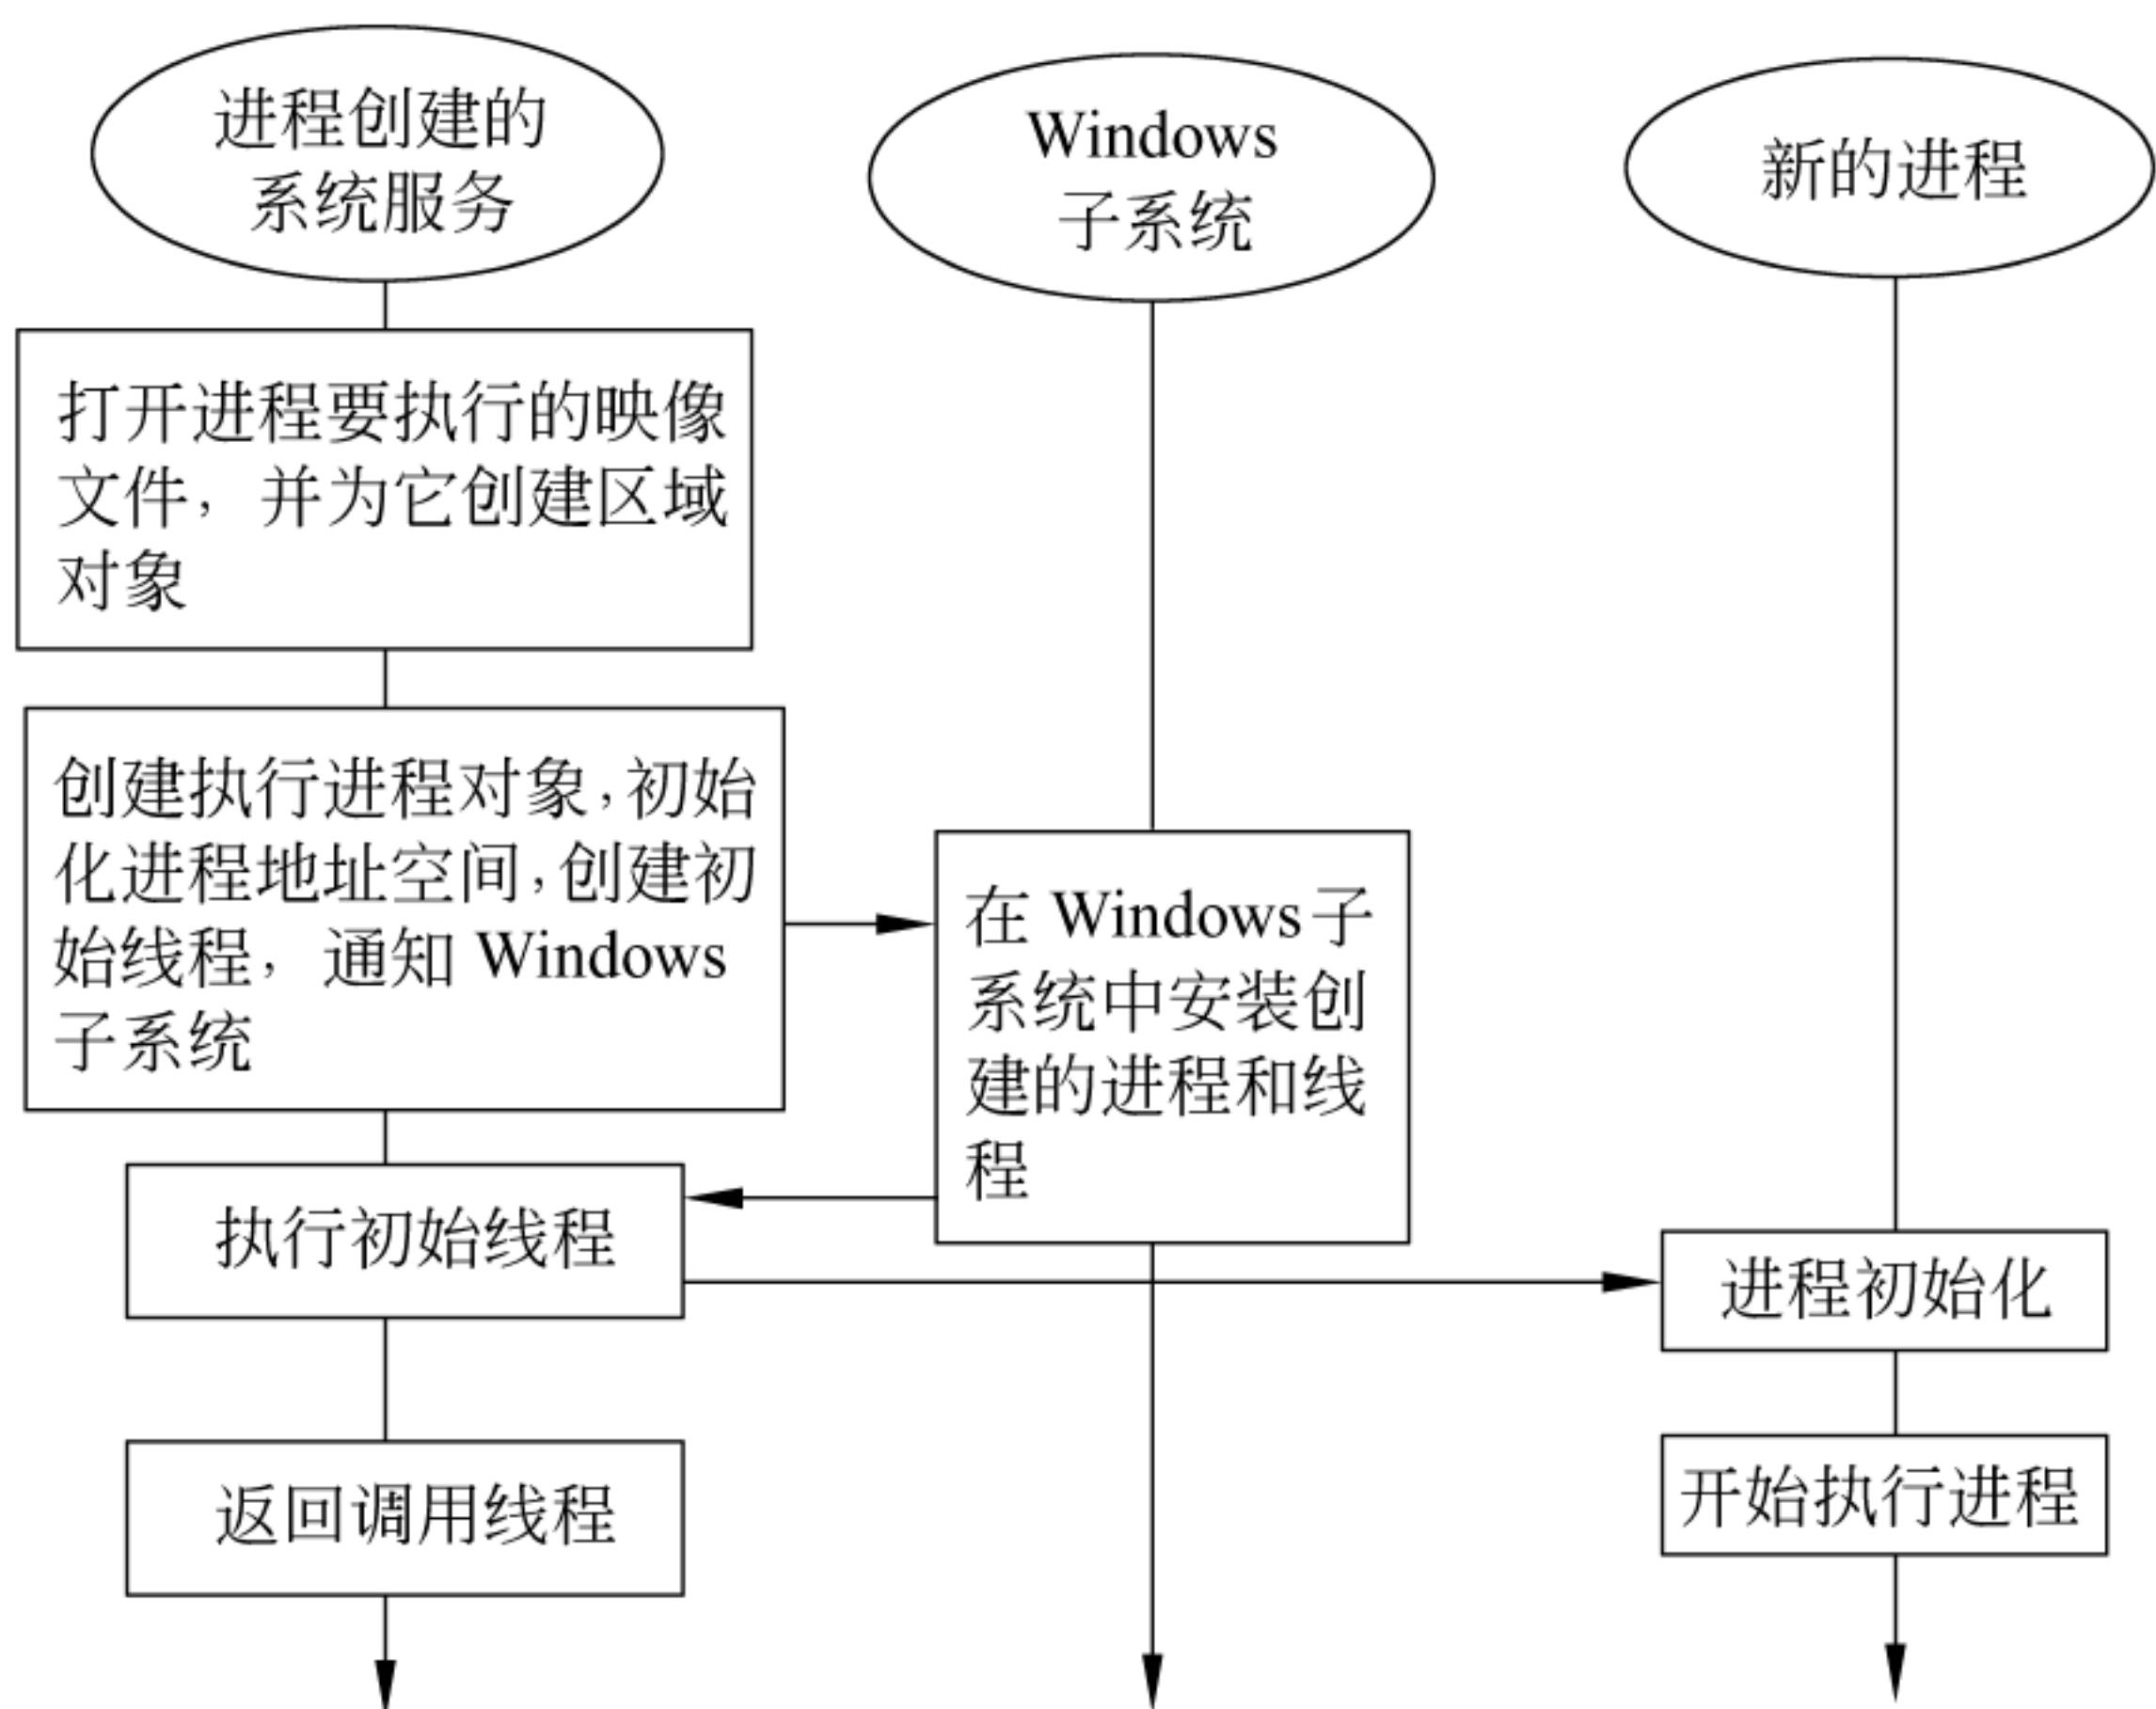 进程创建的
系统服务
Windows
子系统
新的进程
打开进程要执行的映像
文件，并为它创建区域
对象
创建执行进程对象，初始
化进程地址空间，创建初
始线程，通知 Windows
子系统
在 Windows 子
系统中安装创
建的进程和线
程
执行初始线程
进程初始化
返回调用线程
开始执行进程